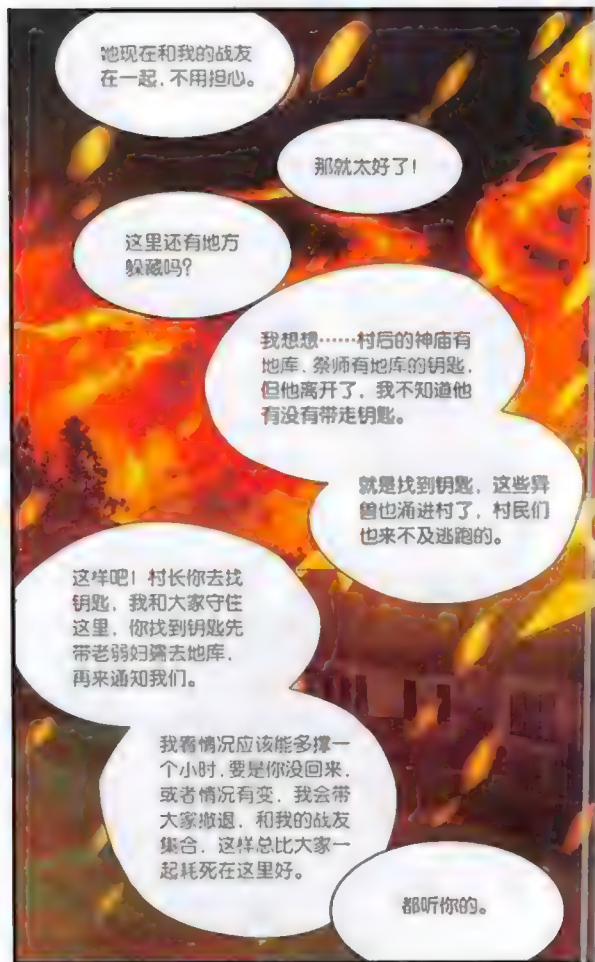 她现在和我的战友
在一起，不用担心。
那就太好了！
这里还有地方
躲藏吗？
我想想……村后的神庙有
地库，祭师有地库的钥匙，
但他离开了，我不知道他
有没有带走钥匙。
就是找到钥匙，这些异
兽也涌进村了，村民们
也来不及逃跑的。
这样吧！村长你去找
钥匙，我和大家守住
这里，你找到钥匙先
带老弱妇孺去地库，
再来通知我们。
我看情况应该能多撑一
个小时，要是你没回来，
或者情况有变，我会带
大家撤退，和我的战友
集合，这样总比大家一
起耗死在这里好。
都听你的。